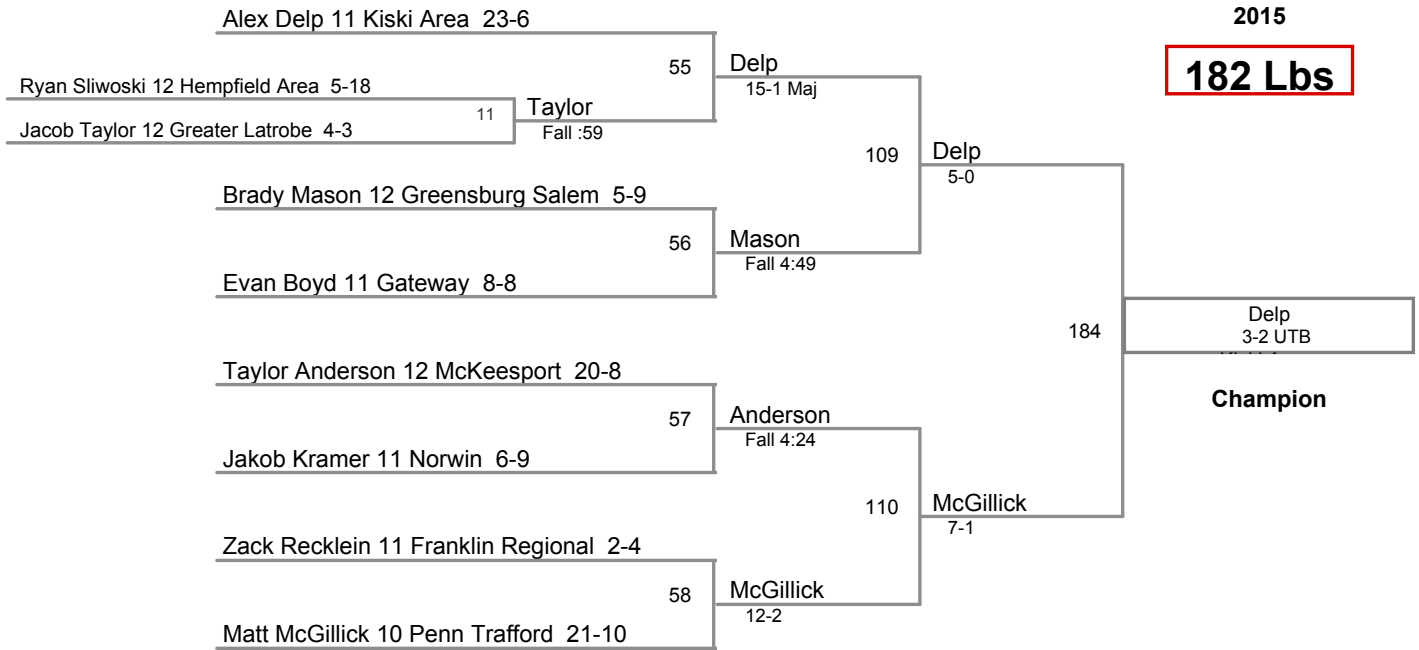 Alex Delp 11 Kiski Area 23-6
2015
182 Lbs
55
Delp
15-1 Maj
Ryan Sliwoski 12 Hempfield Area 5-18
11
Taylor
Fall :59
Jacob Taylor 12 Greater Latrobe 4-3
109
Delp
5-0
Brady Mason 12 Greensburg Salem 5-9
56
Mason
Fall 4:49
Evan Boyd 11 Gateway 8-8
184
Delp
3-2 UTB
Champion
Taylor Anderson 12 McKeesport 20-8
57
Anderson
Fall 4:24
Jakob Kramer 11 Norwin 6-9
110
McGillick
7-1
Zack Recklein 11 Franklin Regional 2-4
58
McGillick
12-2
Matt McGillick 10 Penn Trafford 21-10